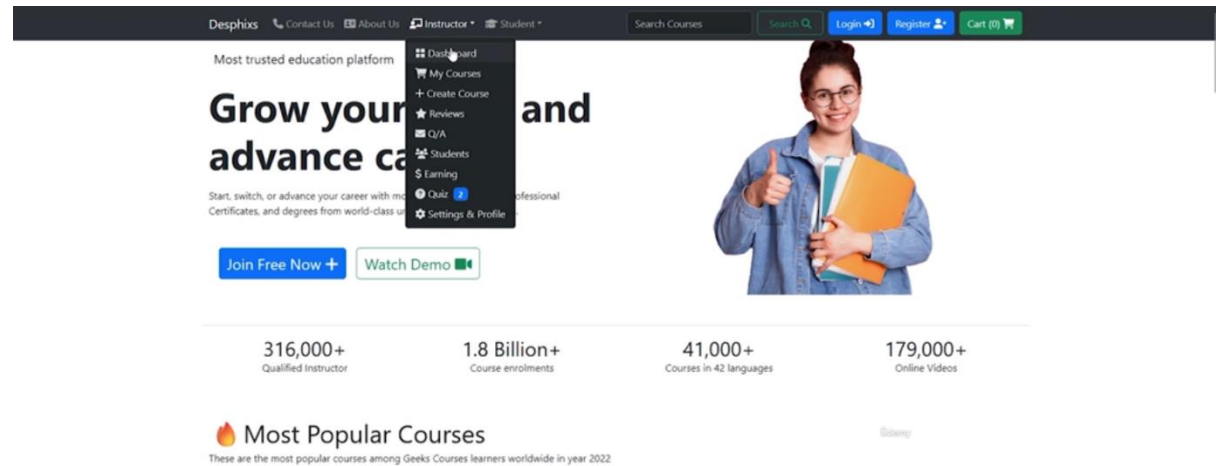 Desphixs Contact Us About Us Instructor Student Search Courses Search Login Register Cart (0)
Most trusted education platform
Dashboard
My Courses
Create Course
Reviews
Q/A
Students
$ Earning
Quiz 2
Settings & Profile
Grow your and
advance
Start, switch, or advance your career with
Certificates, and degrees from world-class
Join Free Now + Watch Demo
316,000+ 1.8 Billion+ 41,000+ 179,000+
Qualified Instructor Course enrolments Courses in 42 languages Online Videos
Most Popular Courses
These are the most popular courses among Geeks Courses learners worldwide in year 2022
Udemy